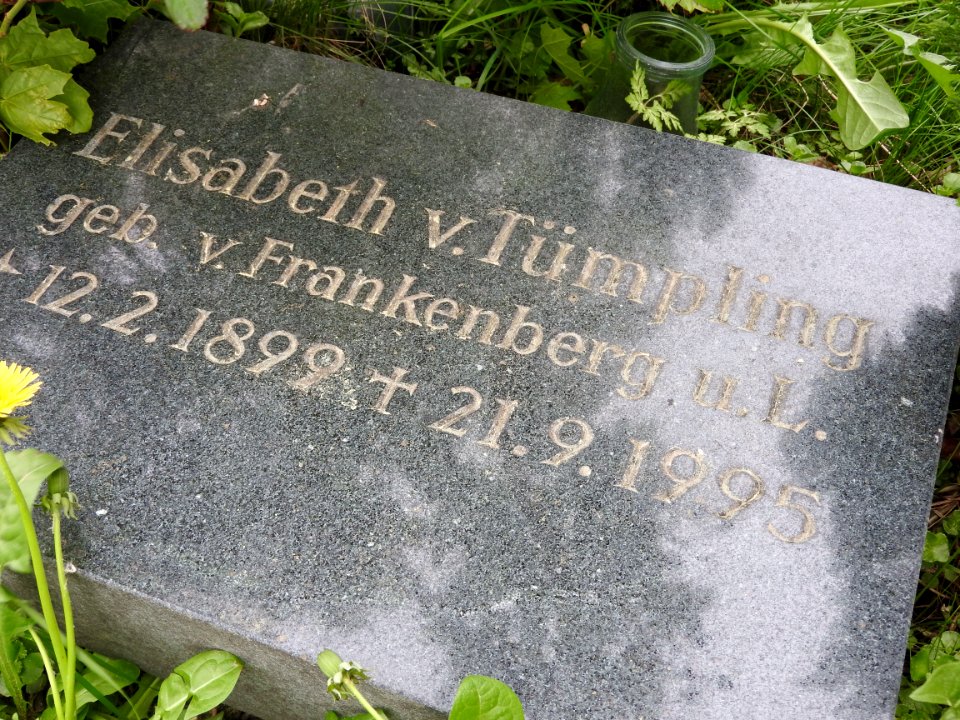 Elisabeth v. Tümpling
geb. v. Frankenberg u. L.
★ 12. 2. 1899 ✝ 21. 9. 1995